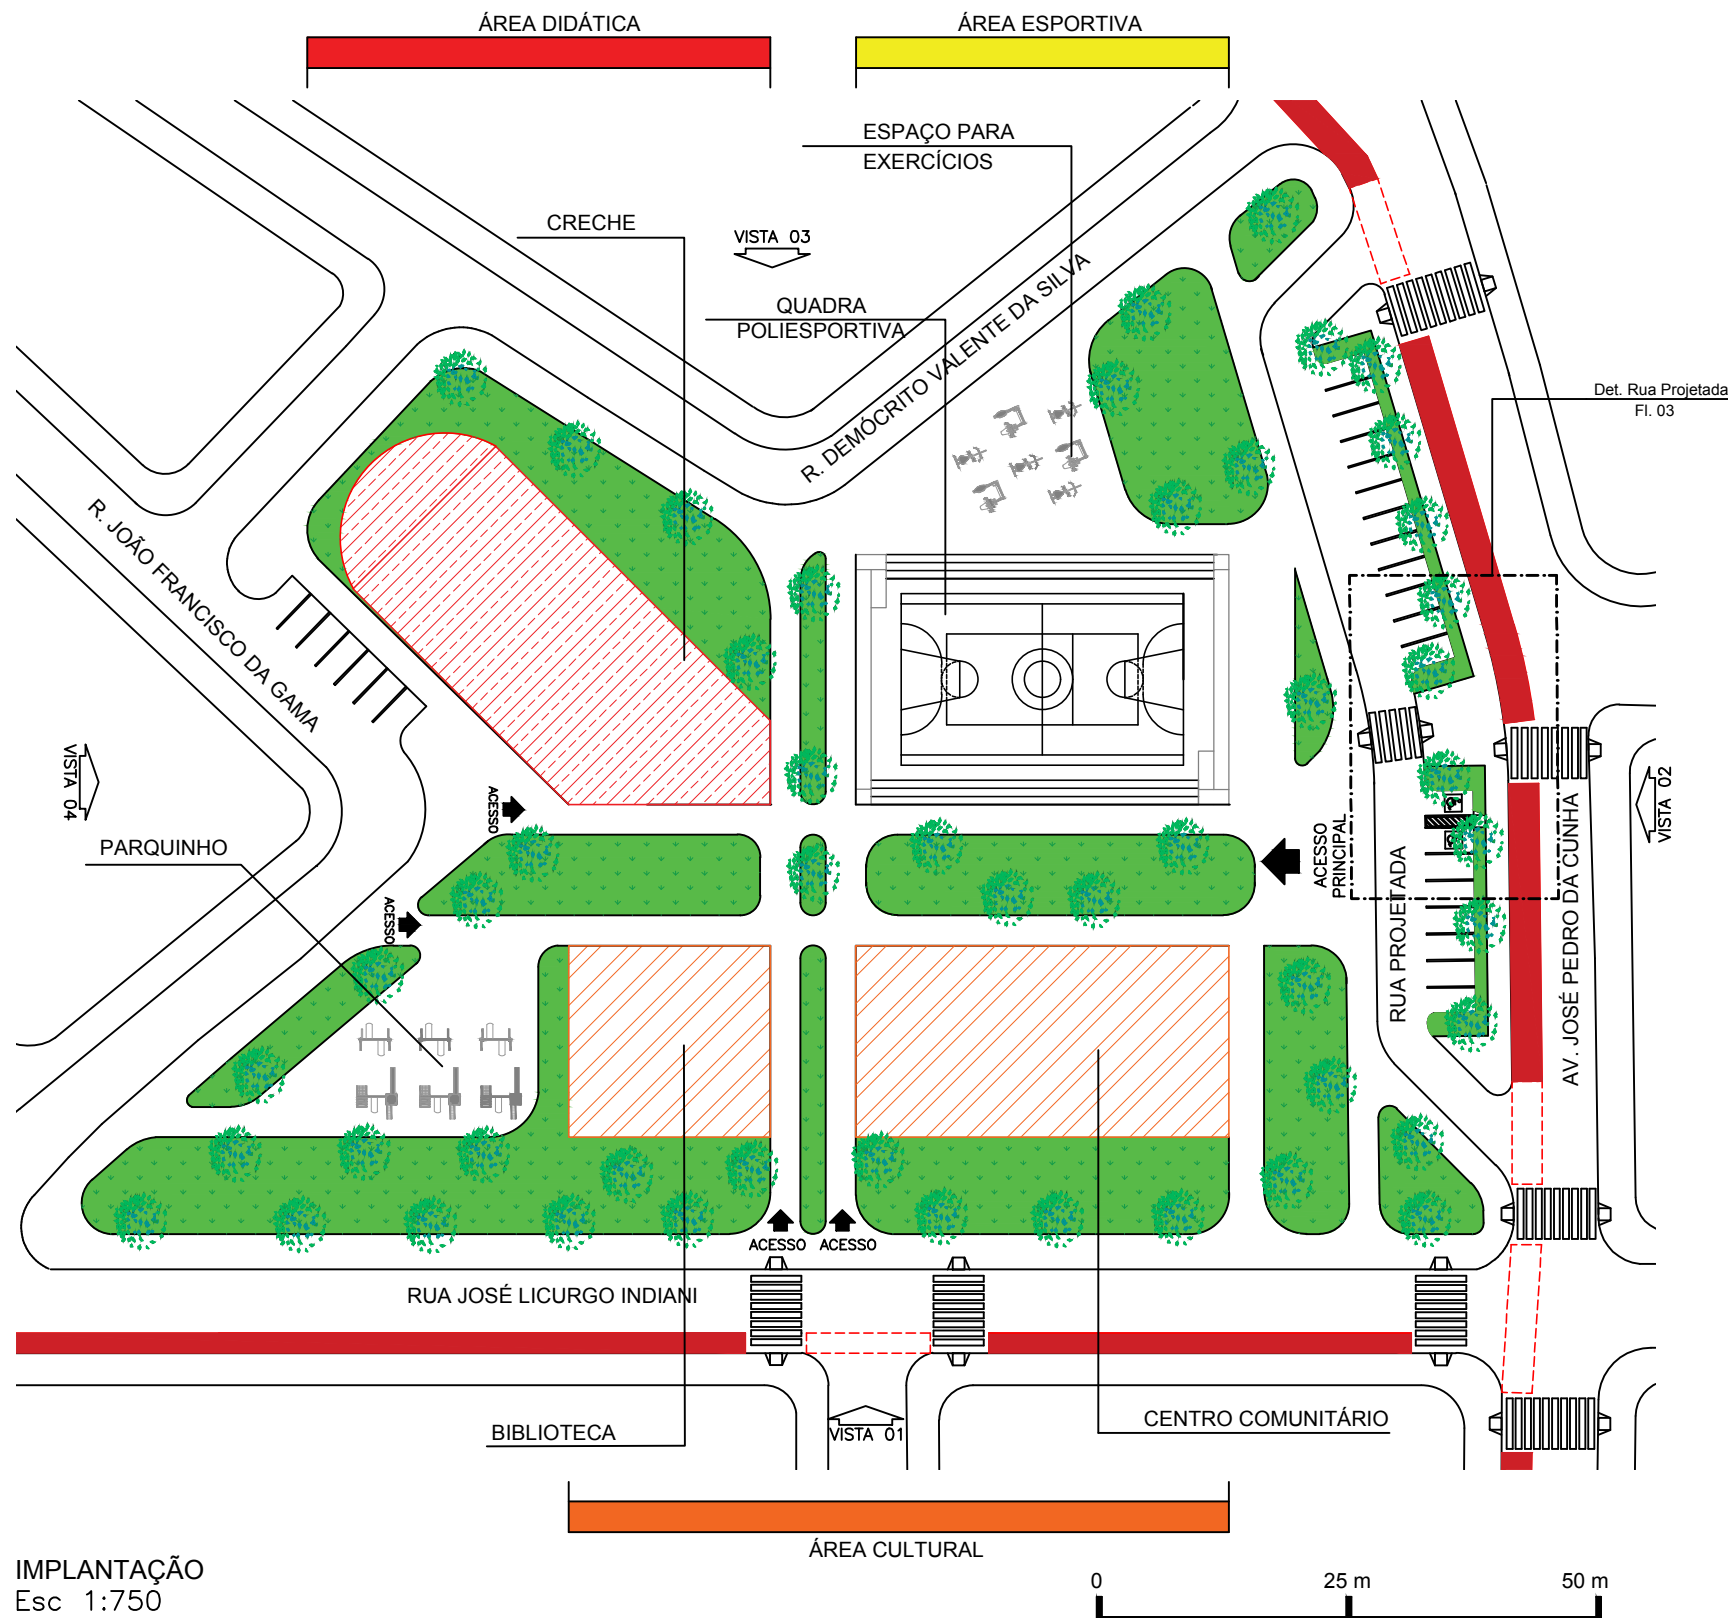 ÁREA DIDÁTICA
ÁREA ESPORTIVA
ESPAÇO PARA
EXERCÍCIOS
CRECHE
VISTA 03
QUADRA
POLIESPORTIVA
R. DEMÓCRITO VALENTE DA SILVA
Det. Rua Projetada
Fl. 03
R. JOÃO FRANCISCO DA GAMA
VISTA 04
ACESSO
PARQUINHO
ACESSO
ACESSO
PRINCIPAL
RUA PROJETADA
AV. JOSÉ PEDRO DA CUNHA
VISTA 02
ACESSO
ACESSO
RUA JOSÉ LICURGO INDIANI
BIBLIOTECA
VISTA 01
CENTRO COMUNITÁRIO
ÁREA CULTURAL
IMPLANTAÇÃO
Esc 1:750
0
25 m
50 m